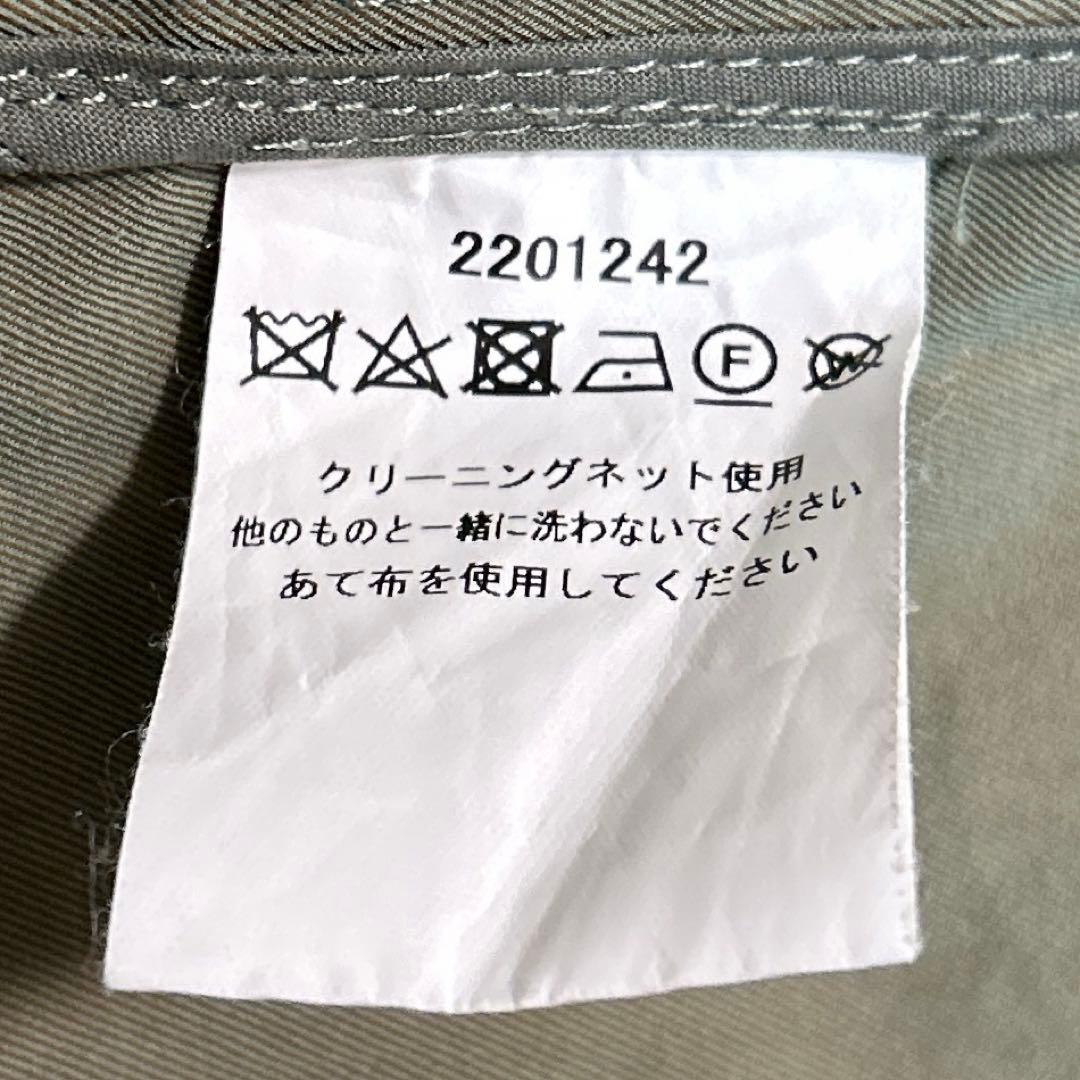 2201242
F
W
クリーニングネット使用
他のものと一緒に洗わないでください
あて布を使用してください